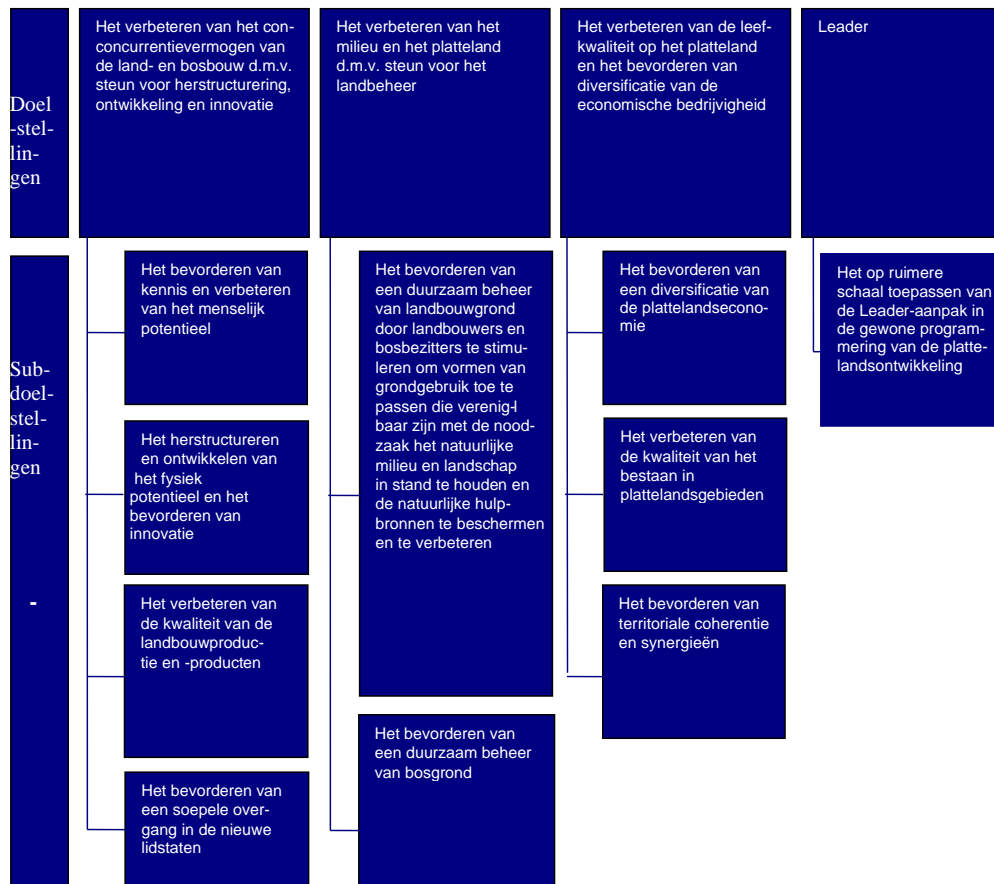 Doel
-stel-
lin-
gen
Het verbeteren van het con-
concurrentievermogen van
de land- en bosbouw d.m.v.
steun voor herstructurering,
ontwikkeling en innovatie
Het verbeteren van het
milieu en het platteland
d.m.v. steun voor het
landbeheer
Het verbeteren van de leef-
kwaliteit op het platteland
en het bevorderen van
diversificatie van de
economische bedrijvigheid
Leader
Sub-
doel-
stel-
lin-
gen
-
Het bevorderen van
kennis en verbeteren
van het menselijk
potentieel
Het herstructureren
en ontwikkelen van
het fysiek
potentieel en het
bevorderen van
innovatie
Het verbeteren van
de kwaliteit van de
landbouwproduc-
tie en -producten
Het bevorderen van
een soepele over-
gang in de nieuwe
lidstaten
Het bevorderen van
een duurzaam beheer
van landbouwgrond
door landbouwers en
bosbezitters te stimu-
leren om vormen van
grondgebruik toe te
passen die verenig-l
baar zijn met de nood-
zaak het natuurlijke
milieu en landschap
in stand te houden en
de natuurlijke hulp-
bronnen te beschermen
en te verbeteren
Het bevorderen van
een duurzaam beheer
van bosgrond
Het bevorderen van
een diversificatie van
de plattelandsecono-
mie
Het verbeteren van
de kwaliteit van het
bestaan in
plattelandsgebieden
Het bevorderen van
territoriale coherentie
en synergieën
Het op ruimere
schaal toepassen van
de Leader-aanpak in
de gewone program-
mering van de platte-
landsontwikkeling